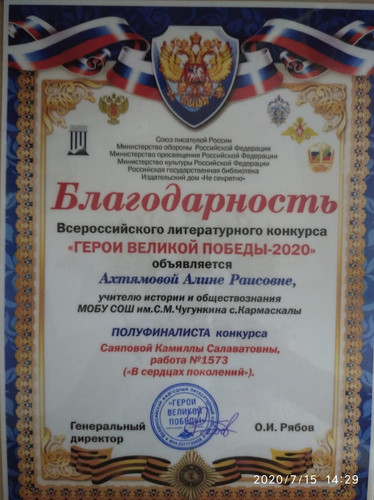 Союз писателей России
Министерство обороны Российской Федерации
Министерство просвещения Российской Федерации
Министерство культуры Российской Федерации
Российская государственная библиотека
Издательский дом «Не секретно»
Благодарность
Всероссийского литературного конкурса
«ГЕРОИ ВЕЛИКОЙ ПОБЕДЫ-2020»
объявляется
Ахтямовой Алине Раисовне,
учителю истории и обществознания
МОБУ СОШ им.С.М.Чугункина с.Кармаскалы
ПОЛУФИНАЛИСТА конкурса
Саяповой Камиллы Салаватовны,
работа №1573
(«В сердцах поколений»).
«ГЕРОИ
ВЕЛИКОЙ
ПОБЕДЫ»
Генеральный
директор
О.И. Рябов
2020/7/15 14:29